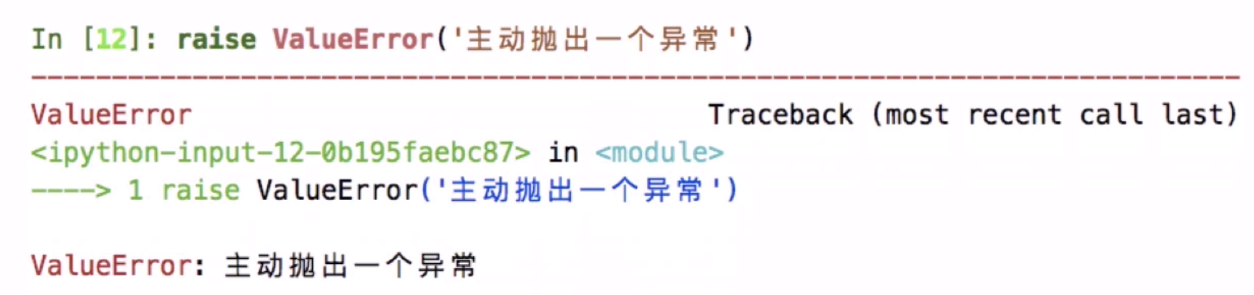 In [12]: raise ValueError('主动抛出一个异常')
---------------------------------------------------------------------------
ValueError                                Traceback (most recent call last)
<ipython-input-12-0b195faebc87> in <module>
----> 1 raise ValueError('主动抛出一个异常')
ValueError: 主动抛出一个异常